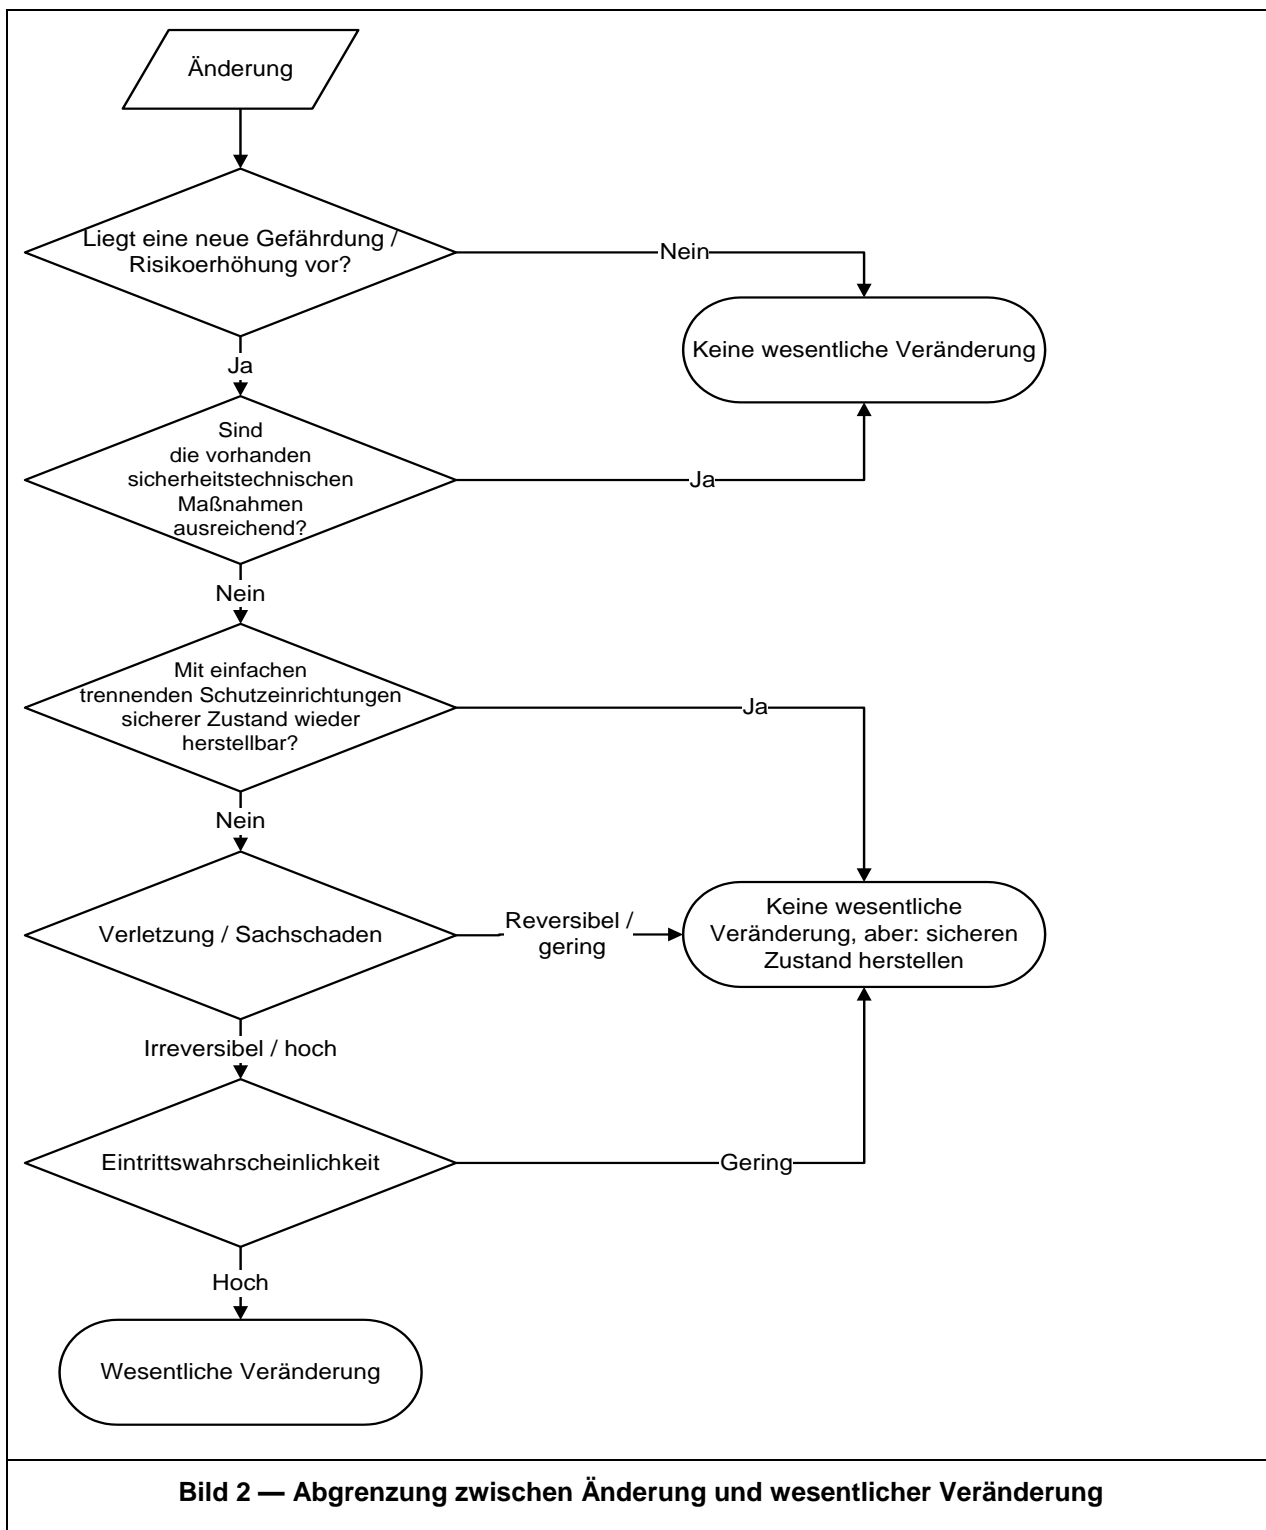 Änderung
Liegt eine neue Gefährdung /
Risikoerhöhung vor?
Nein
Keine wesentliche Veränderung
Ja
Sind
die vorhanden
sicherheitstechnischen
Maßnahmen
ausreichend?
Ja
Nein
Mit einfachen
trennenden Schutzeinrichtungen
sicherer Zustand wieder
herstellbar?
Ja
Nein
Verletzung / Sachschaden
Reversibel /
gering
Keine wesentliche
Veränderung, aber: sicheren
Zustand herstellen
Irreversibel / hoch
Eintrittswahrscheinlichkeit
Gering
Hoch
Wesentliche Veränderung
Bild 2 — Abgrenzung zwischen Änderung und wesentlicher Veränderung